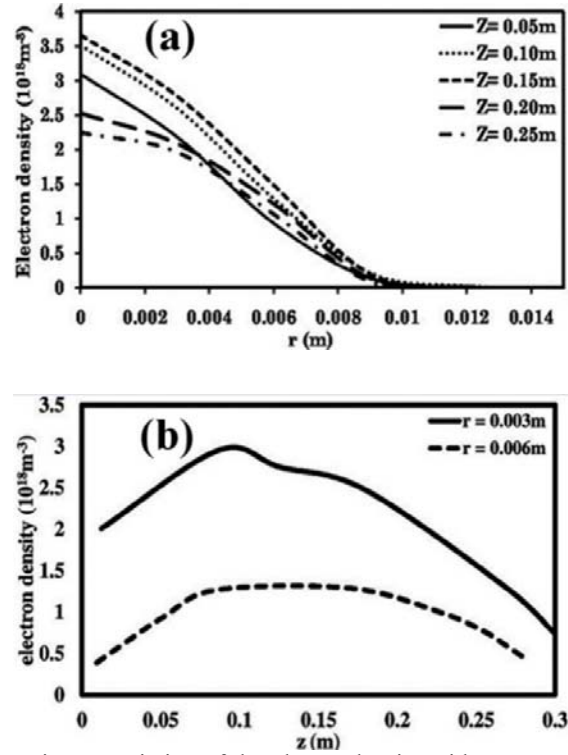 (a)
Z= 0.05m
Z= 0.10m
Z= 0.15m
Z= 0.20m
Z= 0.25m
Electron density (10¹⁸m⁻³)
4
3.5
3
2.5
2
1.5
1
0.5
0
0 0.002 0.004 0.006 0.008 0.01 0.012 0.014
r (m)
(b)
r = 0.003m
r = 0.006m
electron density (10¹⁸m⁻³)
3.5
3
2.5
2
1.5
1
0.5
0
0 0.05 0.1 0.15 0.2 0.25 0.3
z(m)